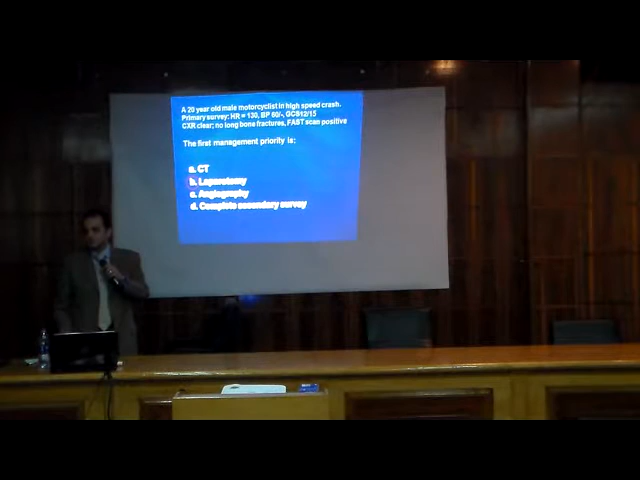 A 20 year old male motorcyclist in high speed crash.
Primary survey: HR = 130, BP 60/-, GCS12/15
CXR clear; no long bone fractures, FAST scan positive
The first management priority is:
a. CT
b. Laparotomy
c. Angiography
d. Complete secondary survey